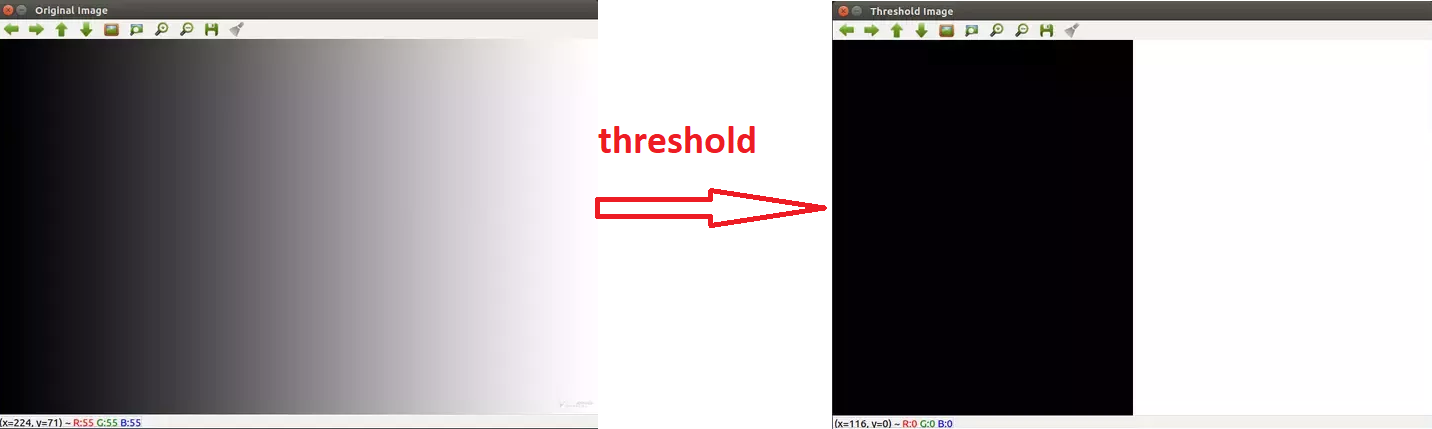 Original Image
Threshold Image
threshold
(x=224, y=71) ~ R:55 G:55 B:55
(x=116, y=0) ~ R:0 G:0 B:0